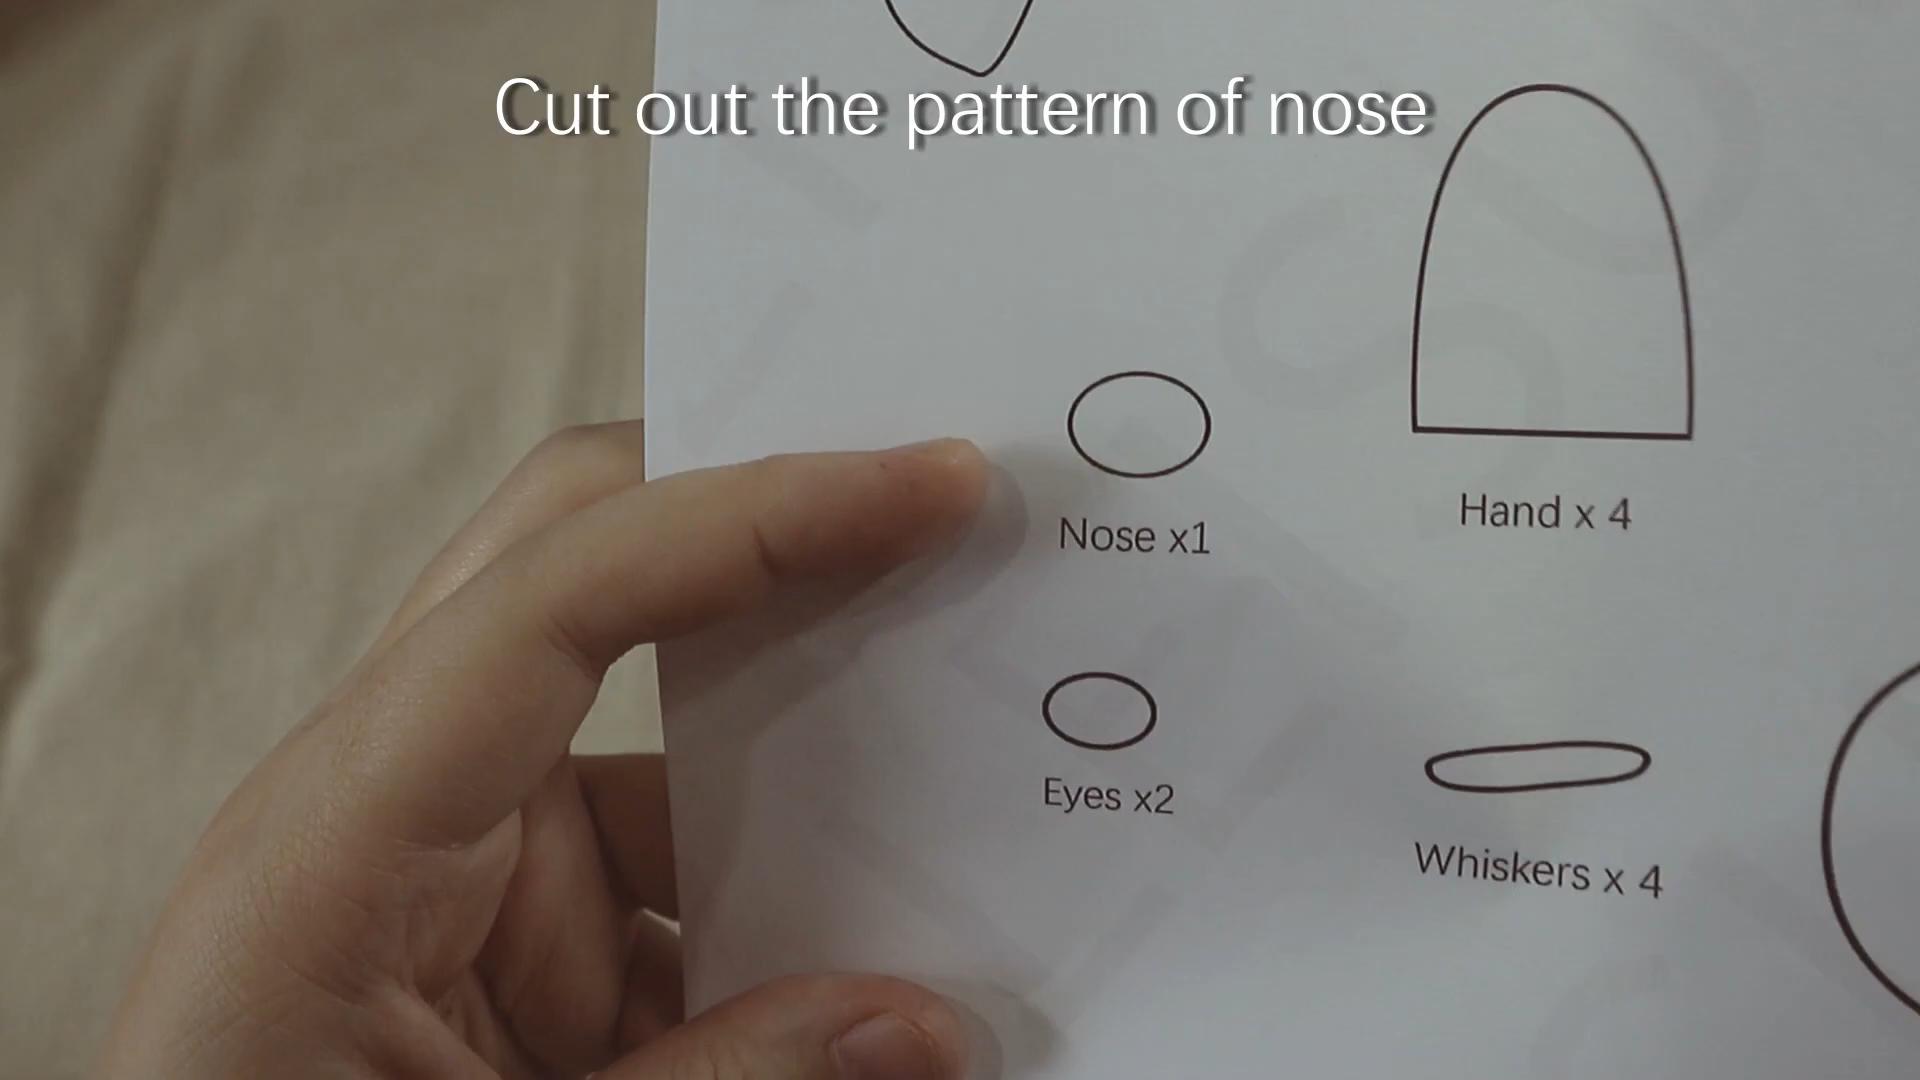 Cut out the pattern of nose
Hand x 4
Nose x1
Eyes x2
Whiskers x 4